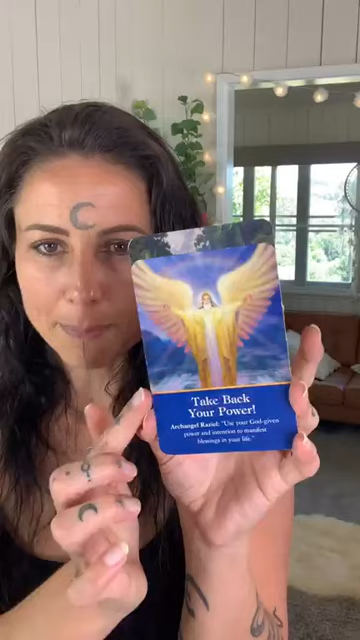 Take Back
Your Power!
Archangel Raziel: "Use your God-given
power and intention to manifest
blessings in your life."